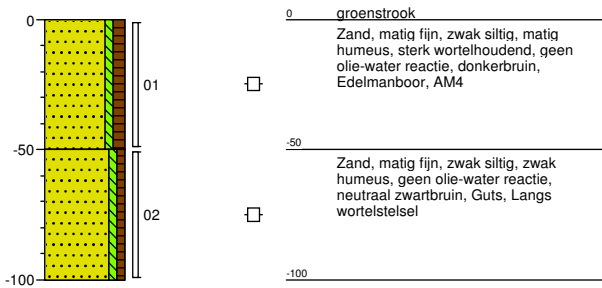 0
0
groenstrook
Zand, matig fijn, zwak siltig, matig
humeus, sterk wortelhoudend, geen
olie-water reactie, donkerbruin,
Edelmanboor, AM4
01
-50
-50
Zand, matig fijn, zwak siltig, zwak
humeus, geen olie-water reactie,
neutraal zwartbruin, Guts, Langs
wortelstelsel
02
-100
-100